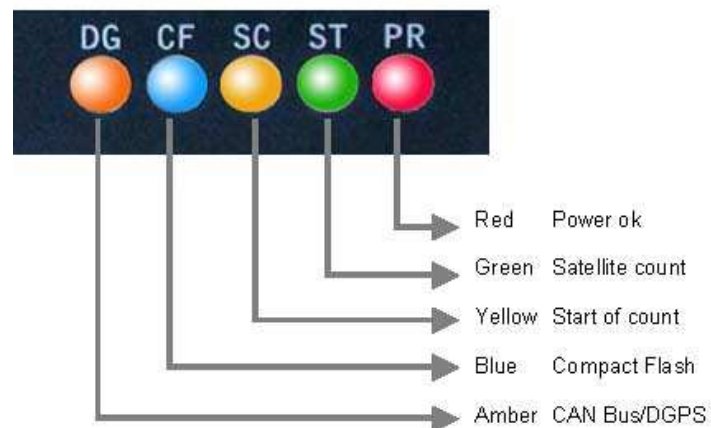 DG CF SC ST PR
Red Power ok
Green Satellite count
Yellow Start of count
Blue Compact Flash
Amber CAN Bus/DGPS